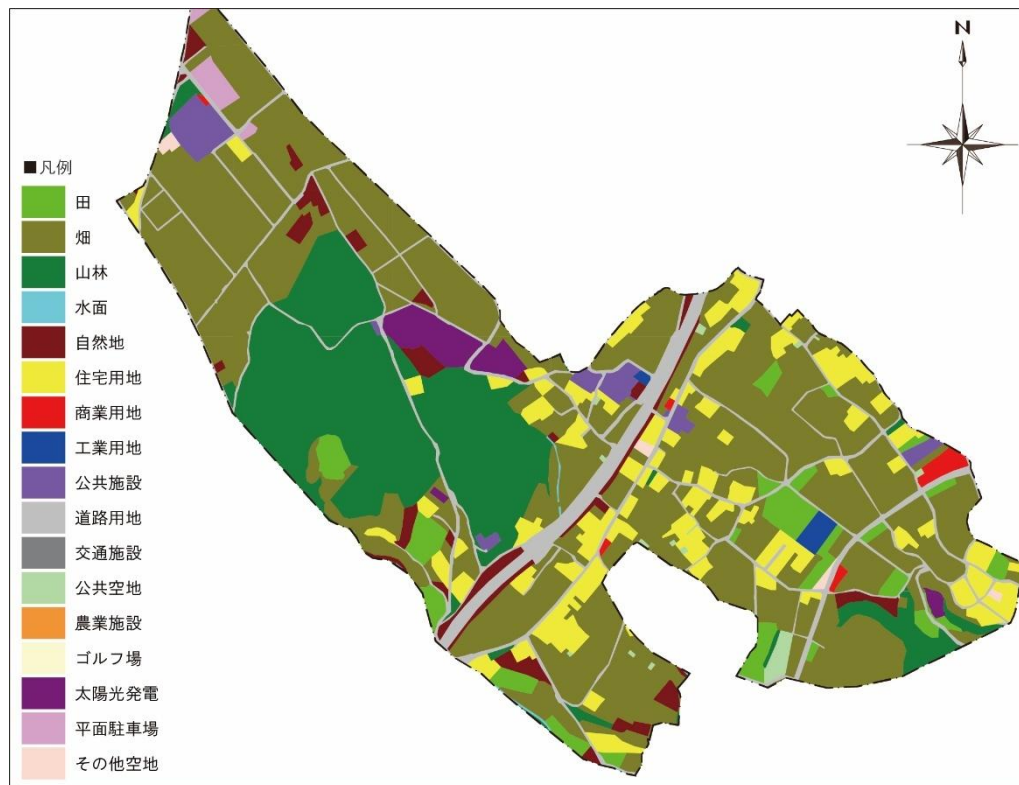 N
■凡例
田
畑
山林
水面
自然地
住宅用地
商業用地
工業用地
公共施設
道路用地
交通施設
公共空地
農業施設
ゴルフ場
太陽光発電
平面駐車場
その他空地